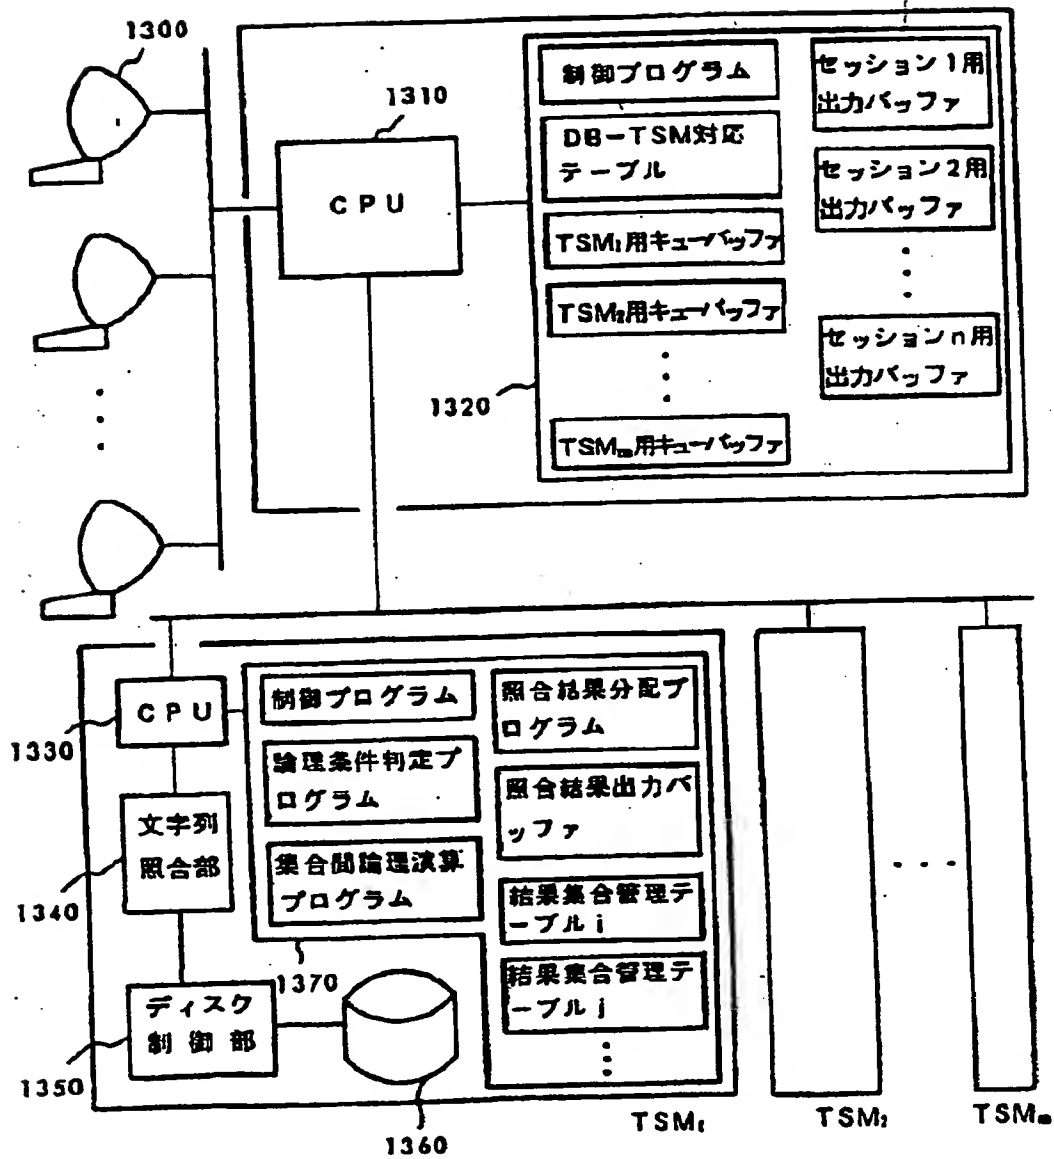 1300
1310
CPU
制御プログラム
DB-TSM対応
テーブル
TSM₁用キューバッファ
TSM₂用キューバッファ
TSMₘ用キューバッファ
セッション1用
出力バッファ
セッション2用
出力バッファ
セッションn用
出力バッファ
1320
CPU
1330
文字列
照合部
1340
ディスク
制御部
1350
1360
制御プログラム
論理条件判定プ
ログラム
集合間論理演算
プログラム
1370
照合結果分配プ
ログラム
照合結果出力バ
ッファ
結果集合管理テ
ーブルi
結果集合管理テ
ーブルj
TSM₁
TSM₂
TSMₘ